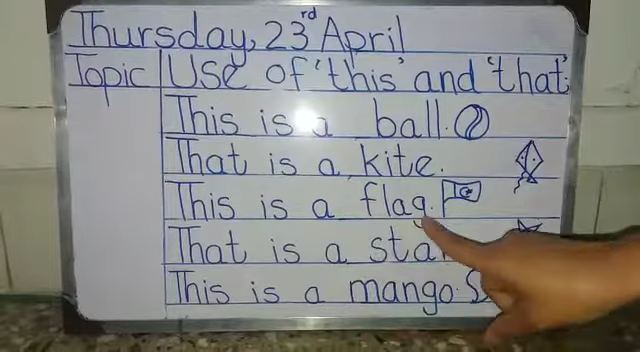 Thursday, 23rd April
Topic Use of 'this' and 'that'.
This is a ball.
That is a kite.
This is a flag.
That is a
This is a mango.